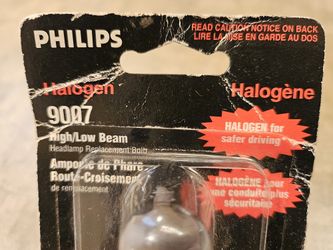 PHILIPS
READ CAUTION NOTICE ON BACK
LIRE LA MISE EN GARDE AU DOS
Halogen
Halogène
9007
High/Low Beam
Headlamp Replacement Bulb
Ampoule de Phare
Route-Croisement
de remplacement
HALOGEN for
safer driving
HALOGÈNE pour
une conduite plus
sécuritaire